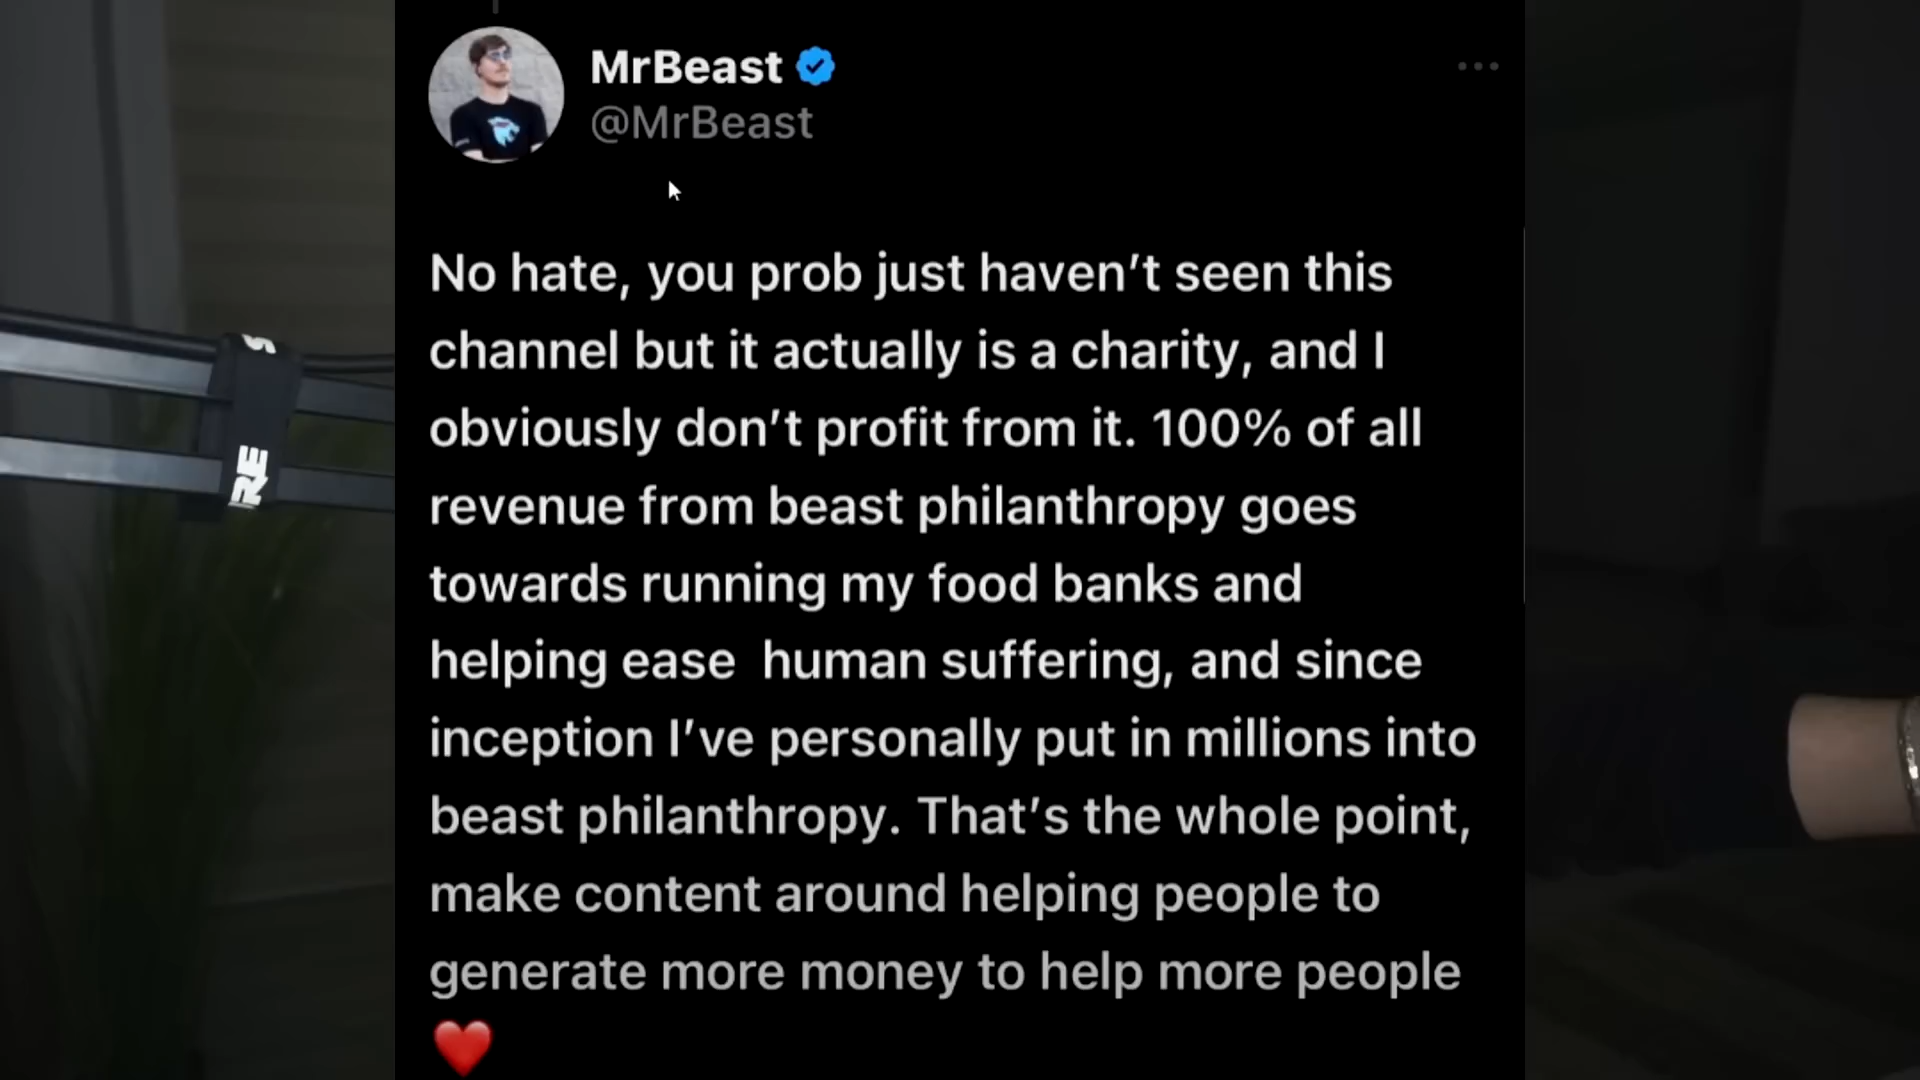 MrBeast
@MrBeast
No hate, you prob just haven’t seen this
channel but it actually is a charity, and I
obviously don’t profit from it. 100% of all
revenue from beast philanthropy goes
towards running my food banks and
helping ease  human suffering, and since
inception I’ve personally put in millions into
beast philanthropy. That’s the whole point,
make content around helping people to
generate more money to help more people
❤️
RE